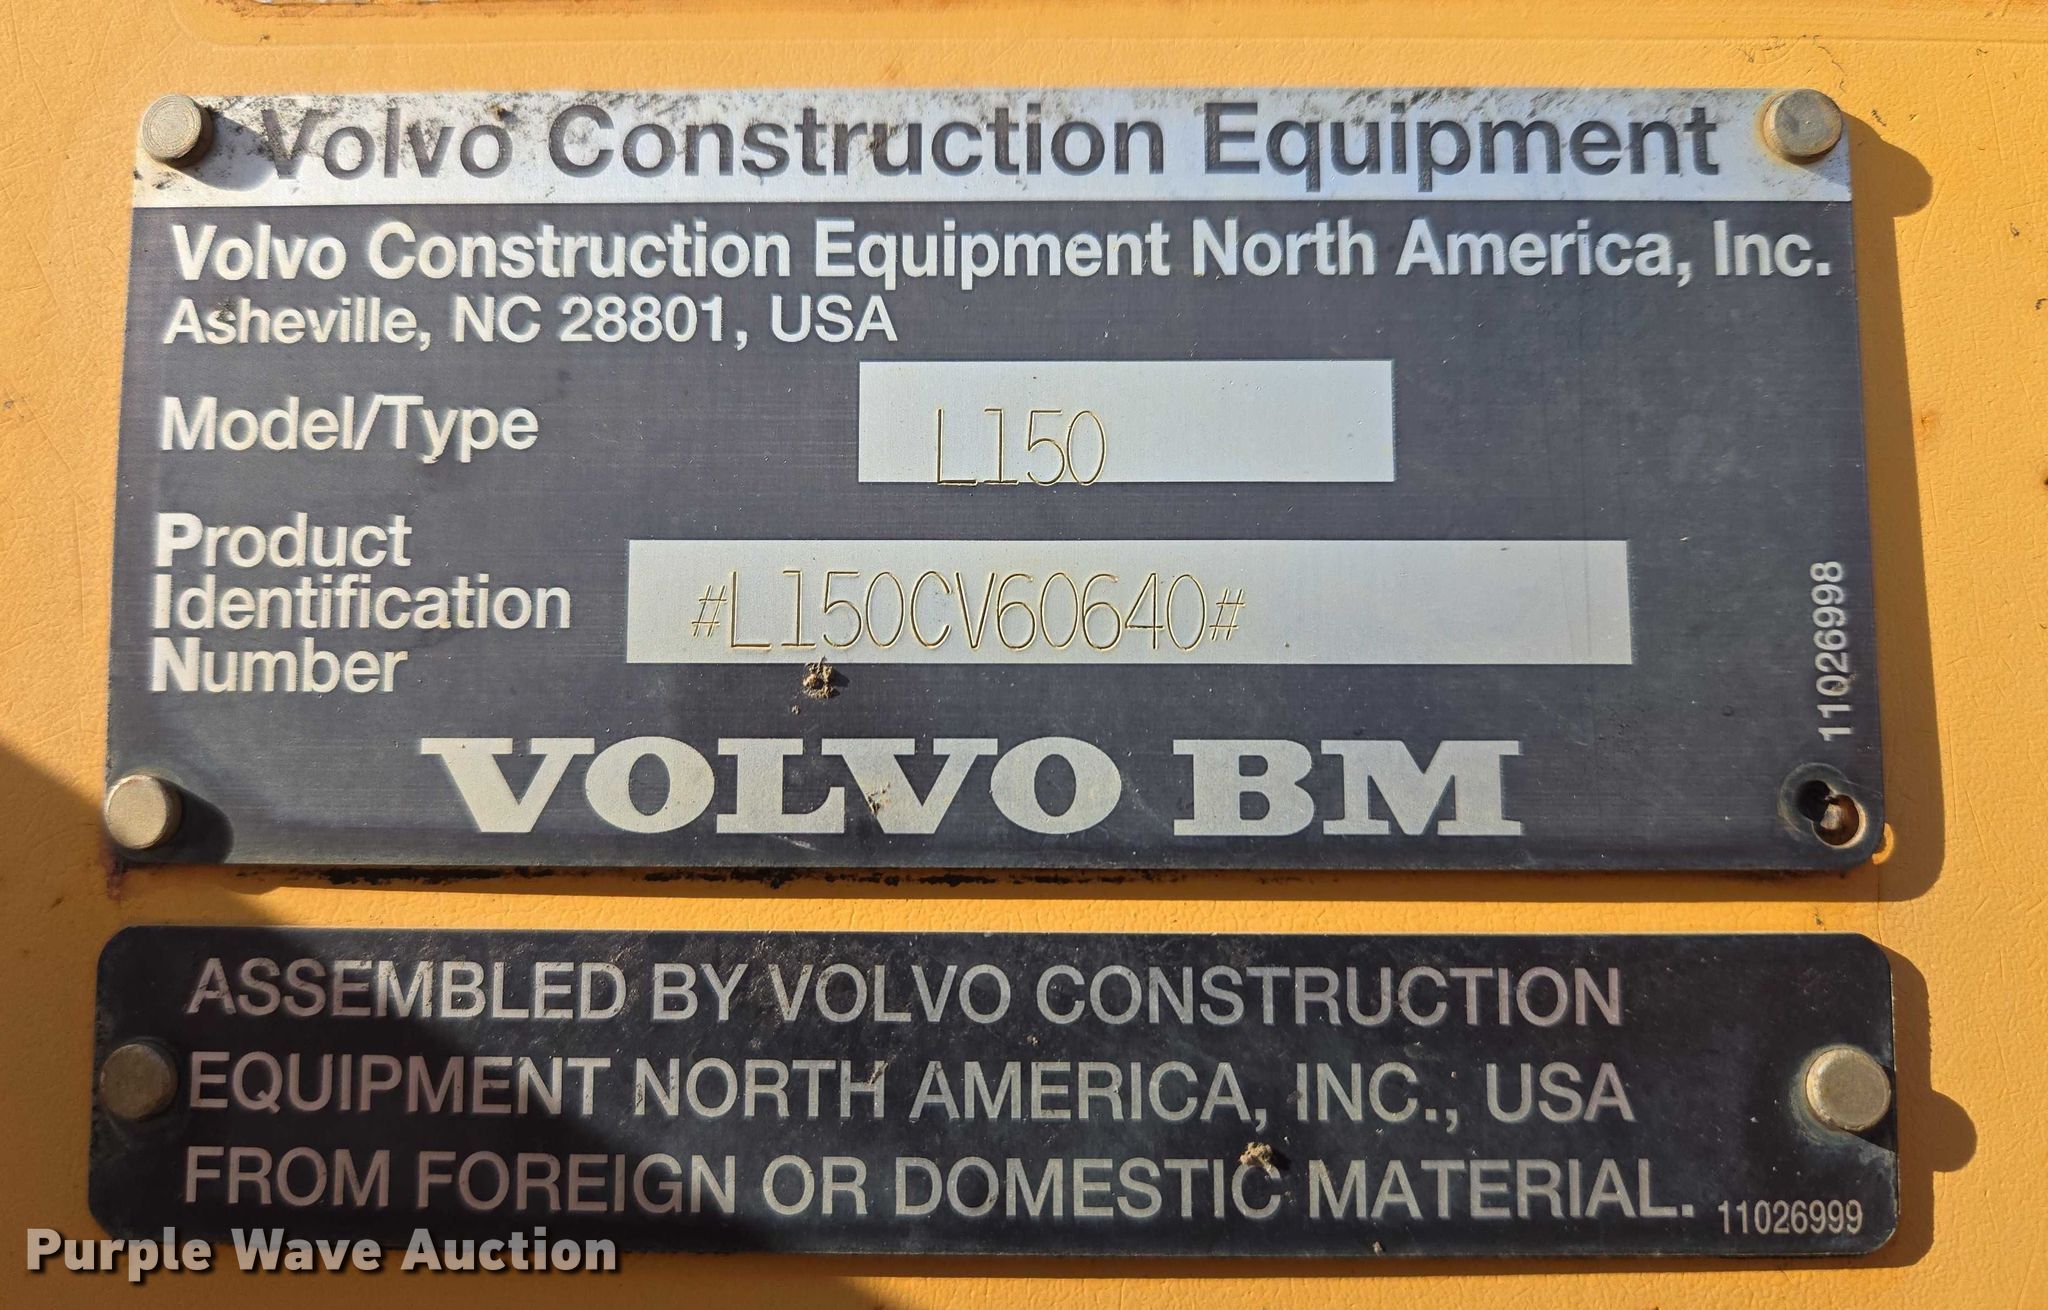 Volvo Construction Equipment
Volvo Construction Equipment North America, Inc.
Asheville, NC 28801, USA
Model/Type
L150
Product
Identification
Number
#L150CV60640#
11026998
VOLVO BM
ASSEMBLED BY VOLVO CONSTRUCTION
EQUIPMENT NORTH AMERICA, INC., USA
FROM FOREIGN OR DOMESTIC MATERIAL.
11026999
Purple Wave Auction